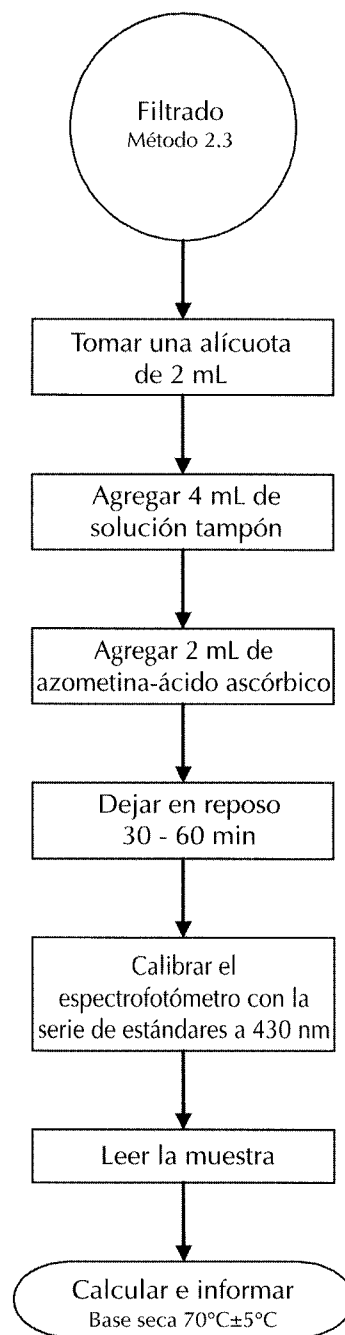 Filtrado
Método 2.3
Tomar una alícuota
de 2 mL
Agregar 4 mL de
solución tampón
Agregar 2 mL de
azometina-ácido ascórbico
Dejar en reposo
30 - 60 min
Calibrar el
espectrofotómetro con la
serie de estándares a 430 nm
Leer la muestra
Calcular e informar
Base seca 70°C±5°C